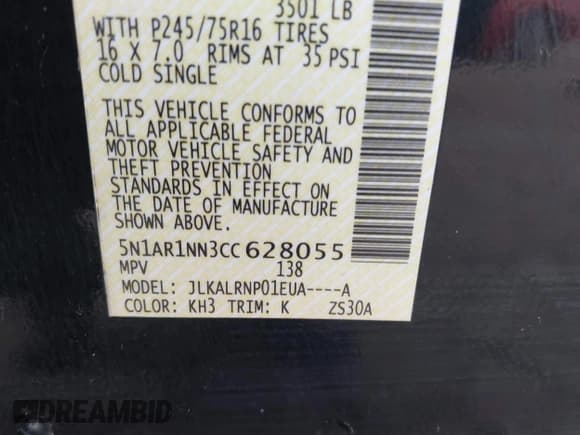 3501 LB
WITH P245/75R16 TIRES
16 X 7.0 RIMS AT 35 PSI
COLD SINGLE
THIS VEHICLE CONFORMS TO
ALL APPLICABLE FEDERAL
MOTOR VEHICLE SAFETY AND
THEFT PREVENTION
STANDARDS IN EFFECT ON
THE DATE OF MANUFACTURE
SHOWN ABOVE.
5N1AR1NN3CC628055
MPV 138
MODEL: JLKALRNP01EUA----A
COLOR: KH3 TRIM: K ZS30A
DREAMBID